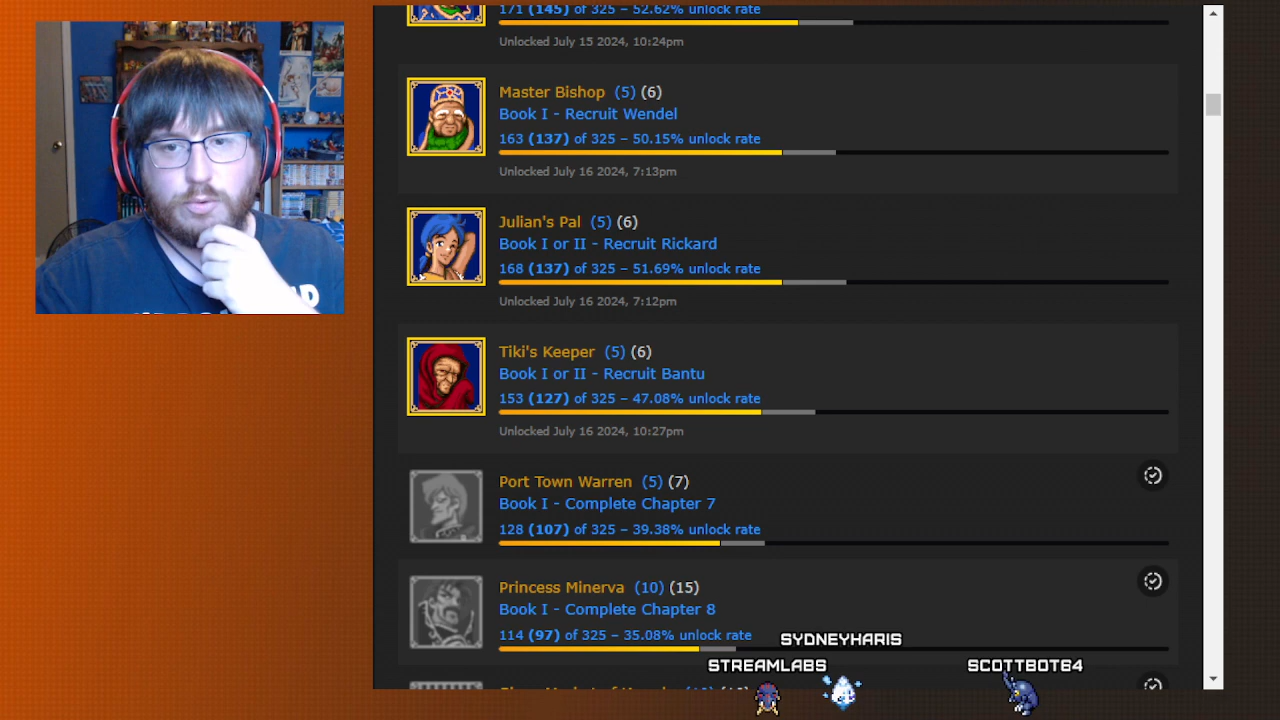 171 (145) of 325 – 52.62% unlock rate
Unlocked July 15 2024, 10:24pm
Master Bishop (5) (6)
Book I - Recruit Wendel
163 (137) of 325 – 50.15% unlock rate
Unlocked July 16 2024, 7:13pm
Julian's Pal (5) (6)
Book I or II - Recruit Rickard
168 (137) of 325 – 51.69% unlock rate
Unlocked July 16 2024, 7:12pm
Tiki's Keeper (5) (6)
Book I or II - Recruit Bantu
153 (127) of 325 – 47.08% unlock rate
Unlocked July 16 2024, 10:27pm
Port Town Warren (5) (7)
Book I - Complete Chapter 7
128 (107) of 325 – 39.38% unlock rate
Princess Minerva (10) (15)
Book I - Complete Chapter 8
114 (97) of 325 – 35.08% unlock rate
SYDNEYHARIS
STREAMLABS
SCOTTBOT64